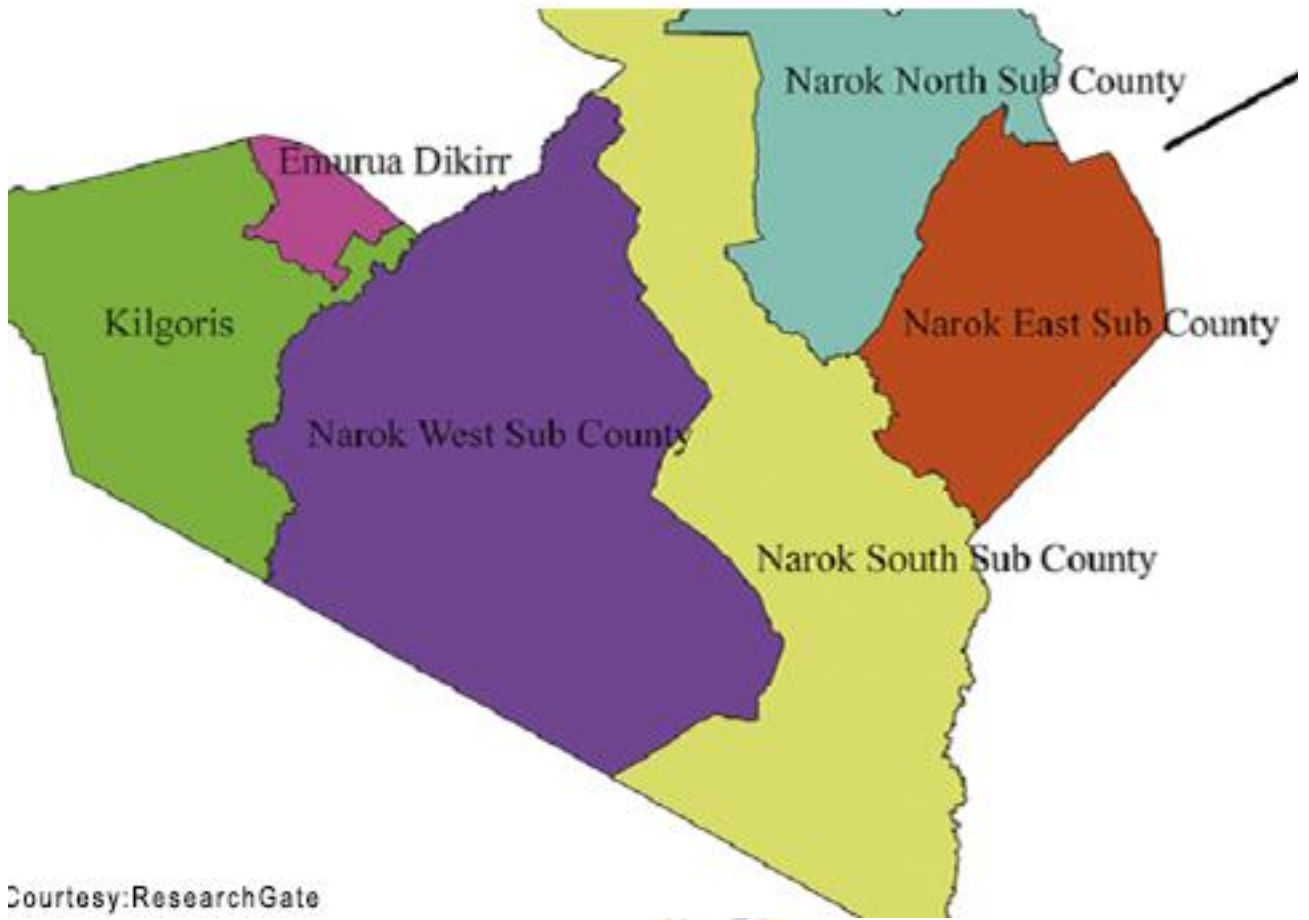 Narok North Sub County
Emurua Dikirr
Kilgoris
Narok East Sub County
Narok West Sub County
Narok South Sub County
Courtesy:ResearchGate